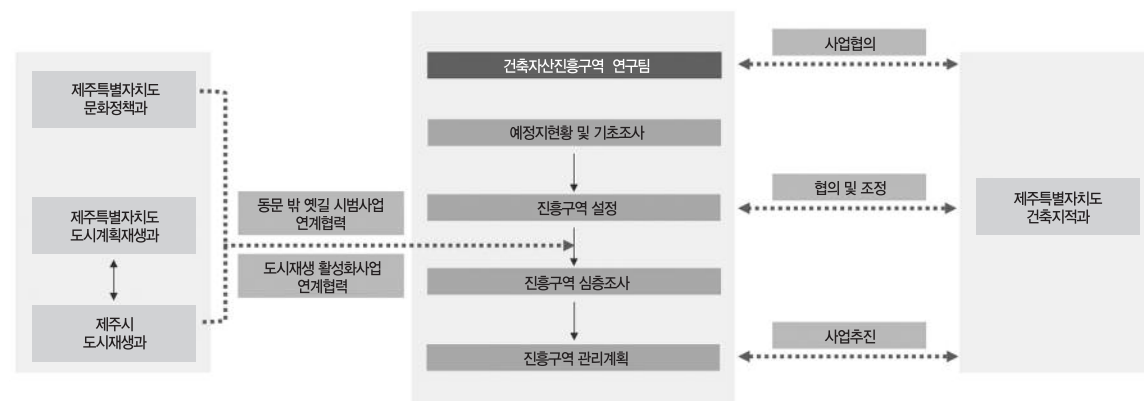 제주특별자치도
문화정책과
제주특별자치도
도시계획재생과
제주시
도시재생과
동문 밖 옛길 시범사업
연계협력
도시재생 활성화사업
연계협력
건축자산진흥구역 연구팀
예정지현황 및 기초조사
진흥구역 설정
진흥구역 심층조사
진흥구역 관리계획
사업협의
협의 및 조정
사업추진
제주특별자치도
건축지적과